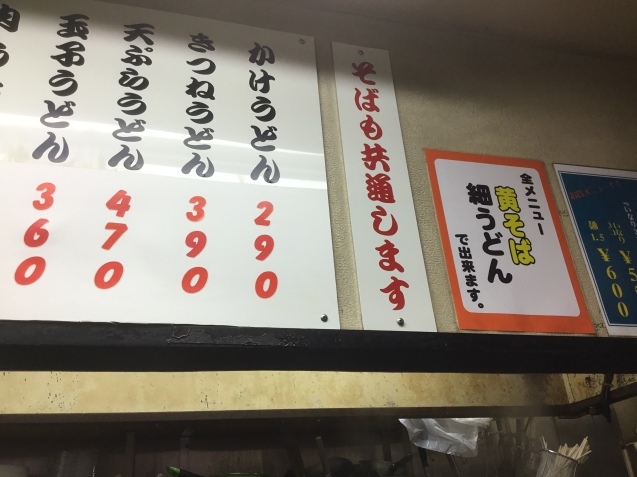 かけうどん 290
きつねうどん 390
天ぷらうどん 470
玉子うどん 360
そばも共通します
全メニュー
黄そば
細うどん
で出来ます。